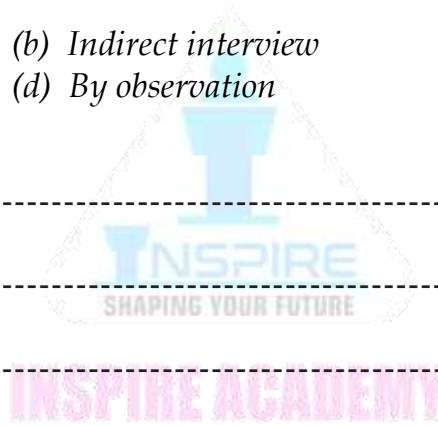 (b) Indirect interview
(d) By observation
INSPIRE
SHAPING YOUR FUTURE
INSPIRE ACADEMY